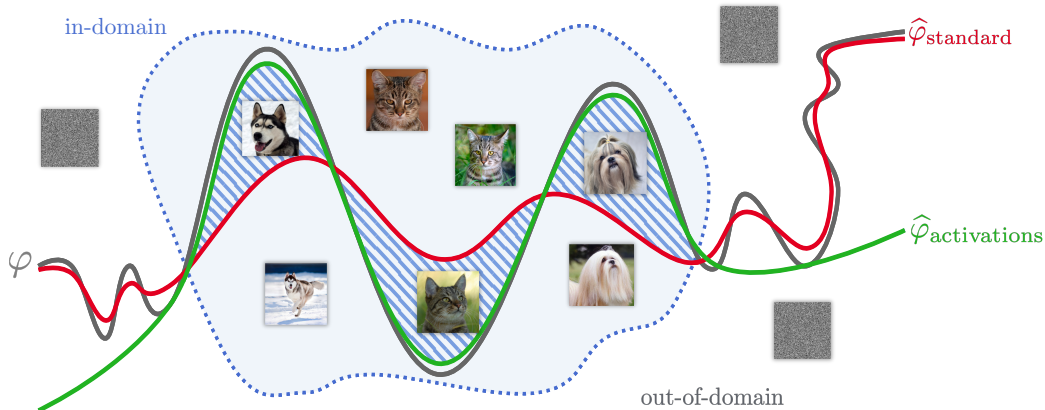 in-domain
φ̂standard
φ
φ̂activations
out-of-domain